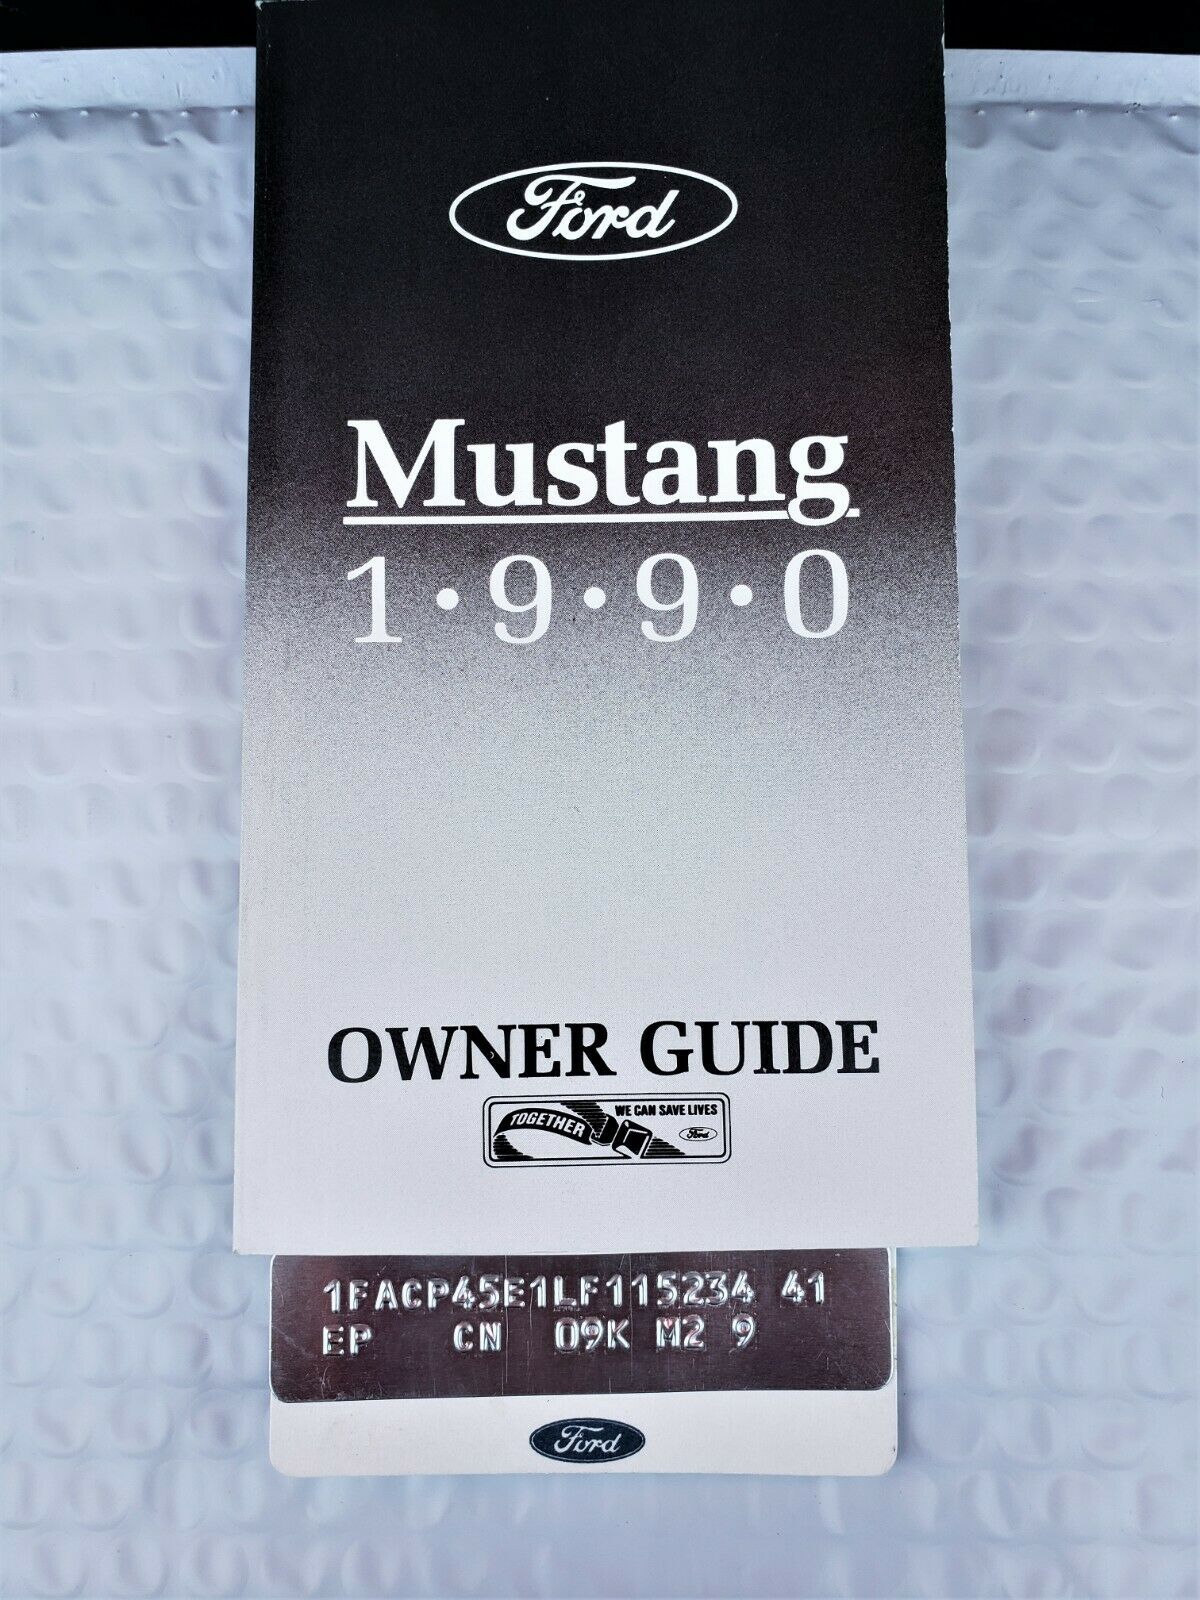 Ford
Mustang
1•9•9•0
OWNER GUIDE
TOGETHER WE CAN SAVE LIVES
Ford
1FACP45E1LF115234 41
EP CN 09K M2 9
Ford